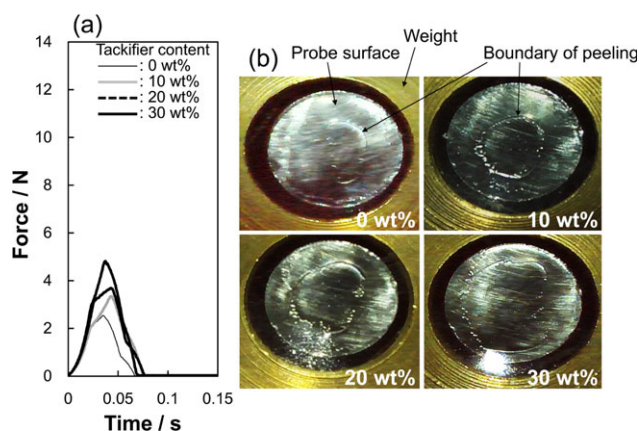 (a)
14
12
10
8
6
4
2
0
Force / N
Tackifier content
: 0 wt%
: 10 wt%
: 20 wt%
: 30 wt%
0 0.05 0.1 0.15
Time / s
(b)
Probe surface
Weight
Boundary of peeling
0 wt%
10 wt%
20 wt%
30 wt%